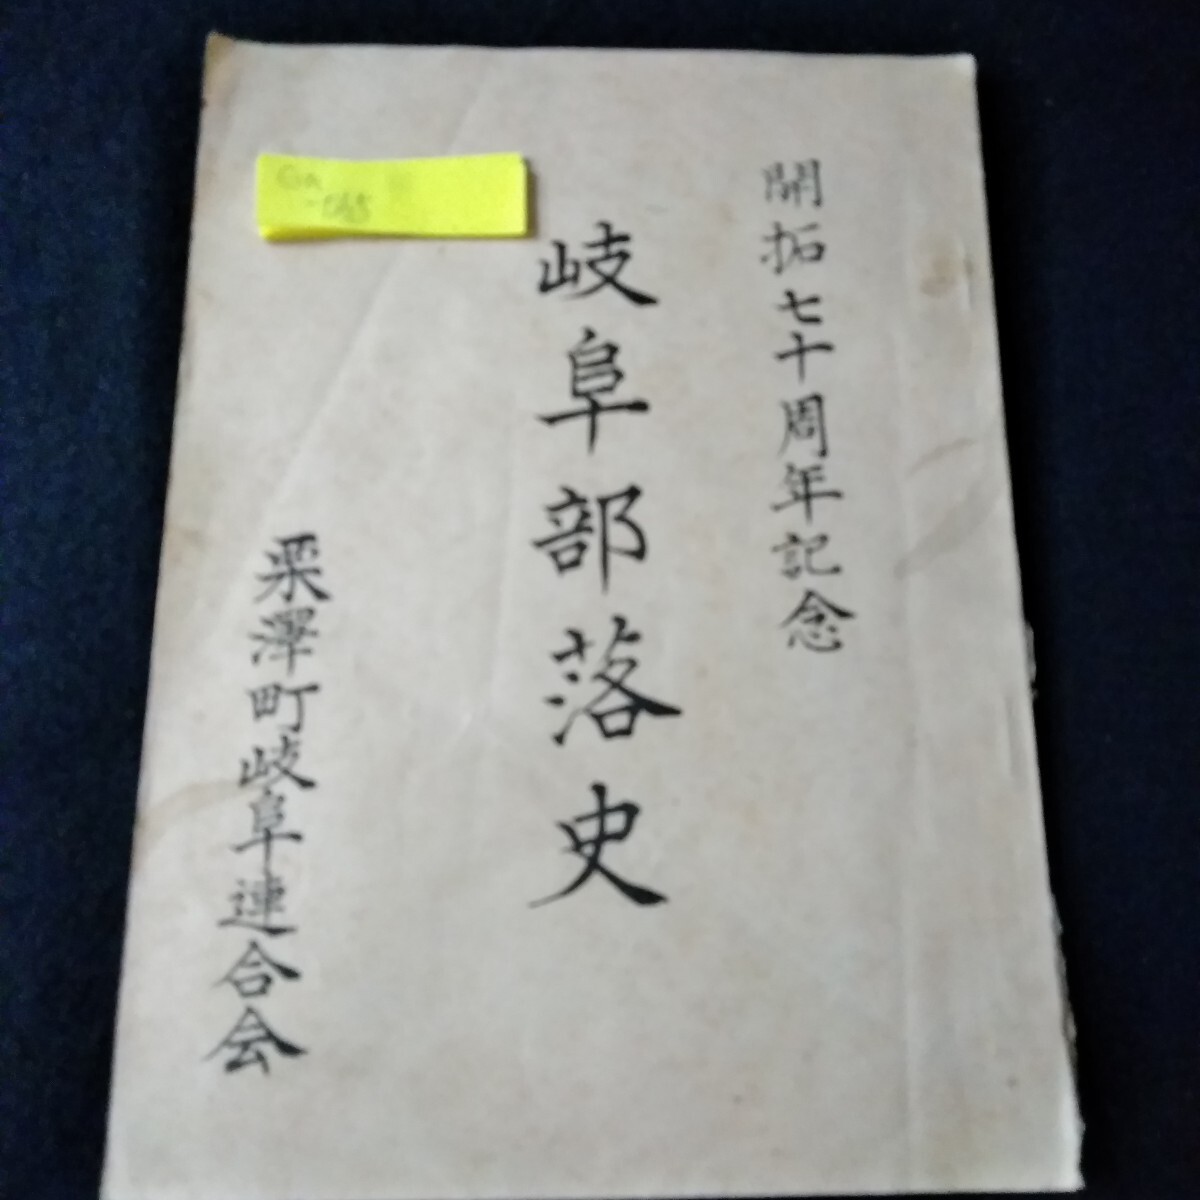 開拓七十周年記念
岐阜部落史
栗澤町岐阜連合会